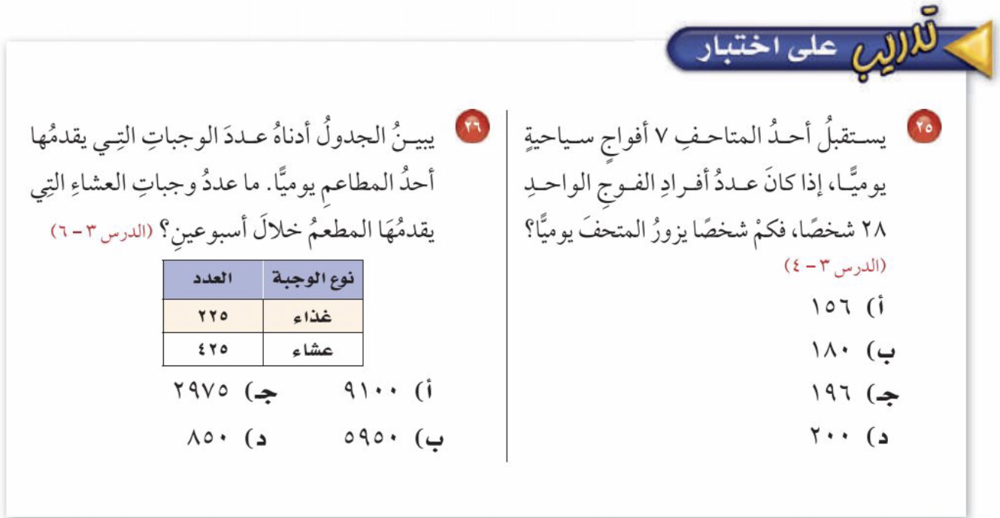 تدريب على اختبار
٢٥
يستقبلُ أحدُ المتاحفِ ٧ أفواجٍ سياحيةٍ
يوميًّا، إذا كانَ عددُ أفرادِ الفوجِ الواحدِ
٢٨ شخصًا، فكمْ شخصًا يزورُ المتحفَ يوميًّا؟
(الدرس ٣ – ٤)
أ) ١٥٦
ب) ١٨٠
جـ) ١٩٦
د) ٢٠٠
٢٦
يبينُ الجدولُ أدناهُ عددَ الوجباتِ التِي يقدمُها
أحدُ المطاعمِ يوميًّا. ما عددُ وجباتِ العشاءِ التِي
يقدمُهَا المطعمُ خلالَ أسبوعينِ؟ (الدرس ٣ – ٦)
نوع الوجبة العدد
غذاء ٢٢٥
عشاء ٤٢٥
أ) ٩١٠٠ جـ) ٢٩٧٥
ب) ٥٩٥٠ د) ٨٥٠